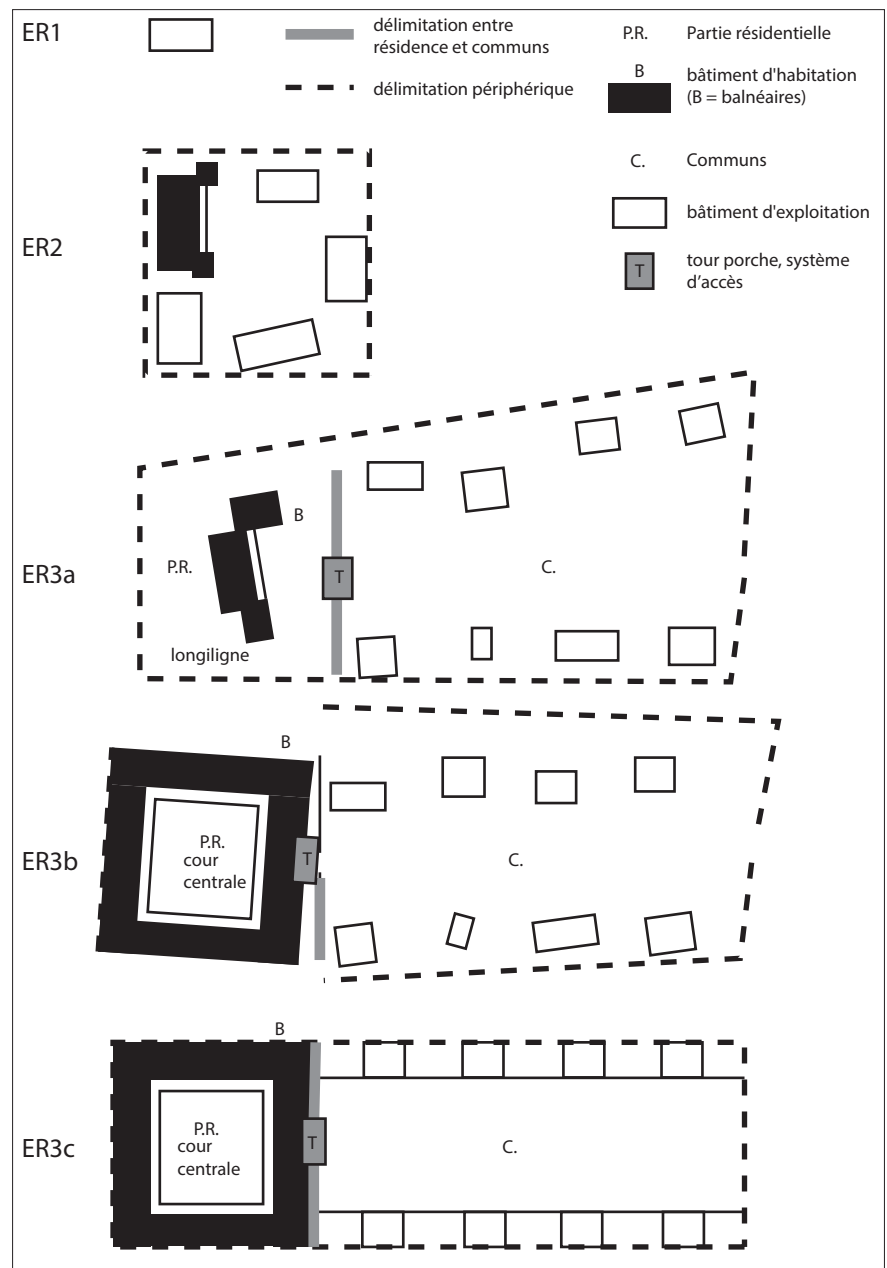 ER1
délimitation entre
résidence et communs
délimitation périphérique
P.R.
Partie résidentielle
B
bâtiment d'habitation
(B = balnéaires)
C.
Communs
bâtiment d'exploitation
T
tour porche, système
d'accès
ER2
ER3a
P.R.
B
T
C.
longiligne
ER3b
B
P.R.
cour
centrale
T
C.
ER3c
B
P.R.
cour
centrale
T
C.